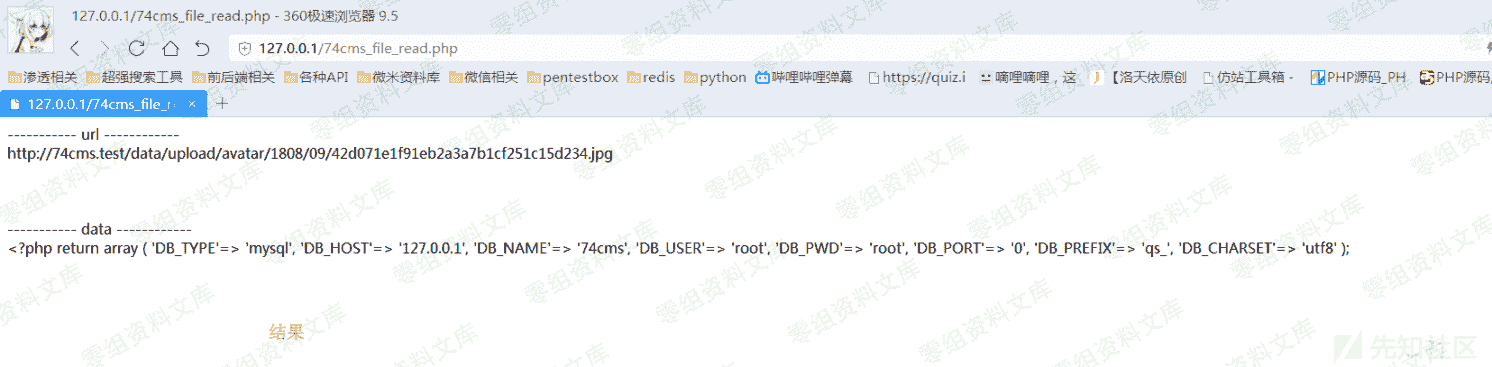 127.0.0.1/74cms_file_read.php - 360极速浏览器 9.5
127.0.0.1/74cms_file_read.php
渗透相关 超强搜索工具 前后端相关 各种API 微米资料库 微信相关 pentestbox redis python 哔哩哔哩弹幕 https://quiz.i 嘀哩嘀哩，这 【洛天依原创 仿站工具箱 - PHP源码_PH PHP源码
127.0.0.1/74cms_file_r
----------- url ------------
http://74cms.test/data/upload/avatar/1808/09/42d071e1f91eb2a3a7b1cf251c15d234.jpg
----------- data ------------
<?php return array ( 'DB_TYPE'=> 'mysql', 'DB_HOST'=> '127.0.0.1', 'DB_NAME'=> '74cms', 'DB_USER'=> 'root', 'DB_PWD'=> 'root', 'DB_PORT'=> '0', 'DB_PREFIX'=> 'qs_', 'DB_CHARSET'=> 'utf8' );
结果
先知社区
零组资料文库